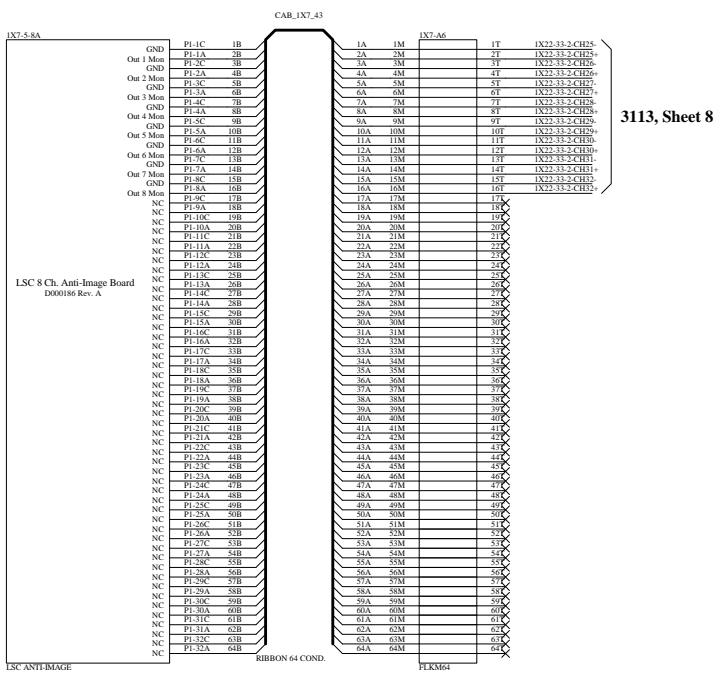 CAB_1X7_43
1X7-5-8A 1X7-A6
GND P1-1C 1B 1A 1M 1T 1X22-33-2-CH25-
Out 1 Mon P1-1A 2B 2A 2M 2T 1X22-33-2-CH25+
GND P1-2C 3B 3A 3M 3T 1X22-33-2-CH26-
Out 2 Mon P1-2A 4B 4A 4M 4T 1X22-33-2-CH26+
GND P1-3C 5B 5A 5M 5T 1X22-33-2-CH27-
Out 3 Mon P1-3A 6B 6A 6M 6T 1X22-33-2-CH27+
GND P1-4C 7B 7A 7M 7T 1X22-33-2-CH28-
Out 4 Mon P1-4A 8B 8A 8M 8T 1X22-33-2-CH28+
3113, Sheet 8
GND P1-5C 9B 9A 9M 9T 1X22-33-2-CH29-
Out 5 Mon P1-5A 10B 10A 10M 10T 1X22-33-2-CH29+
GND P1-6C 11B 11A 11M 11T 1X22-33-2-CH30-
Out 6 Mon P1-6A 12B 12A 12M 12T 1X22-33-2-CH30+
GND P1-7C 13B 13A 13M 13T 1X22-33-2-CH31-
Out 7 Mon P1-7A 14B 14A 14M 14T 1X22-33-2-CH31+
GND P1-8C 15B 15A 15M 15T 1X22-33-2-CH32-
Out 8 Mon P1-8A 16B 16A 16M 16T 1X22-33-2-CH32+
NC P1-9C 17B 17A 17M 17T
NC P1-9A 18B 18A 18M 18T
NC P1-10C 19B 19A 19M 19T
NC P1-10A 20B 20A 20M 20T
NC P1-11C 21B 21A 21M 21T
NC P1-11A 22B 22A 22M 22T
NC P1-12C 23B 23A 23M 23T
NC P1-12A 24B 24A 24M 24T
NC P1-13C 25B 25A 25M 25T
LSC 8 Ch. Anti-Image Board
NC P1-13A 26B 26A 26M 26T
D000186 Rev. A
NC P1-14C 27B 27A 27M 27T
NC P1-14A 28B 28A 28M 28T
NC P1-15C 29B 29A 29M 29T
NC P1-15A 30B 30A 30M 30T
NC P1-16C 31B 31A 31M 31T
NC P1-16A 32B 32A 32M 32T
NC P1-17C 33B 33A 33M 33T
NC P1-17A 34B 34A 34M 34T
NC P1-18C 35B 35A 35M 35T
NC P1-18A 36B 36A 36M 36T
NC P1-19C 37B 37A 37M 37T
NC P1-19A 38B 38A 38M 38T
NC P1-20C 39B 39A 39M 39T
NC P1-20A 40B 40A 40M 40T
NC P1-21C 41B 41A 41M 41T
NC P1-21A 42B 42A 42M 42T
NC P1-22C 43B 43A 43M 43T
NC P1-22A 44B 44A 44M 44T
NC P1-23C 45B 45A 45M 45T
NC P1-23A 46B 46A 46M 46T
NC P1-24C 47B 47A 47M 47T
NC P1-24A 48B 48A 48M 48T
NC P1-25C 49B 49A 49M 49T
NC P1-25A 50B 50A 50M 50T
NC P1-26C 51B 51A 51M 51T
NC P1-26A 52B 52A 52M 52T
NC P1-27C 53B 53A 53M 53T
NC P1-27A 54B 54A 54M 54T
NC P1-28C 55B 55A 55M 55T
NC P1-28A 56B 56A 56M 56T
NC P1-29C 57B 57A 57M 57T
NC P1-29A 58B 58A 58M 58T
NC P1-30C 59B 59A 59M 59T
NC P1-30A 60B 60A 60M 60T
NC P1-31C 61B 61A 61M 61T
NC P1-31A 62B 62A 62M 62T
NC P1-32C 63B 63A 63M 63T
NC P1-32A 64B 64A 64M 64T
RIBBON 64 COND.
LSC ANTI-IMAGE FLKM64